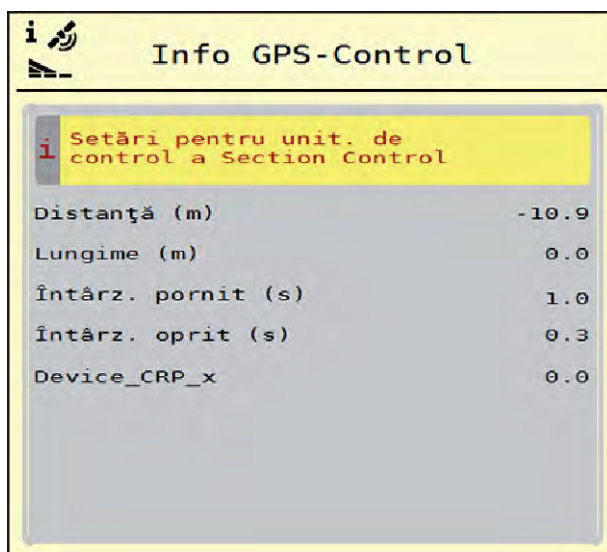 i
Info GPS-Control
i
Setări pentru unit. de
control a Section Control
Distanţă (m) -10.9
Lungime (m) 0.0
Întârz. pornit (s) 1.0
Întârz. oprit (s) 0.3
Device_CRP_x 0.0